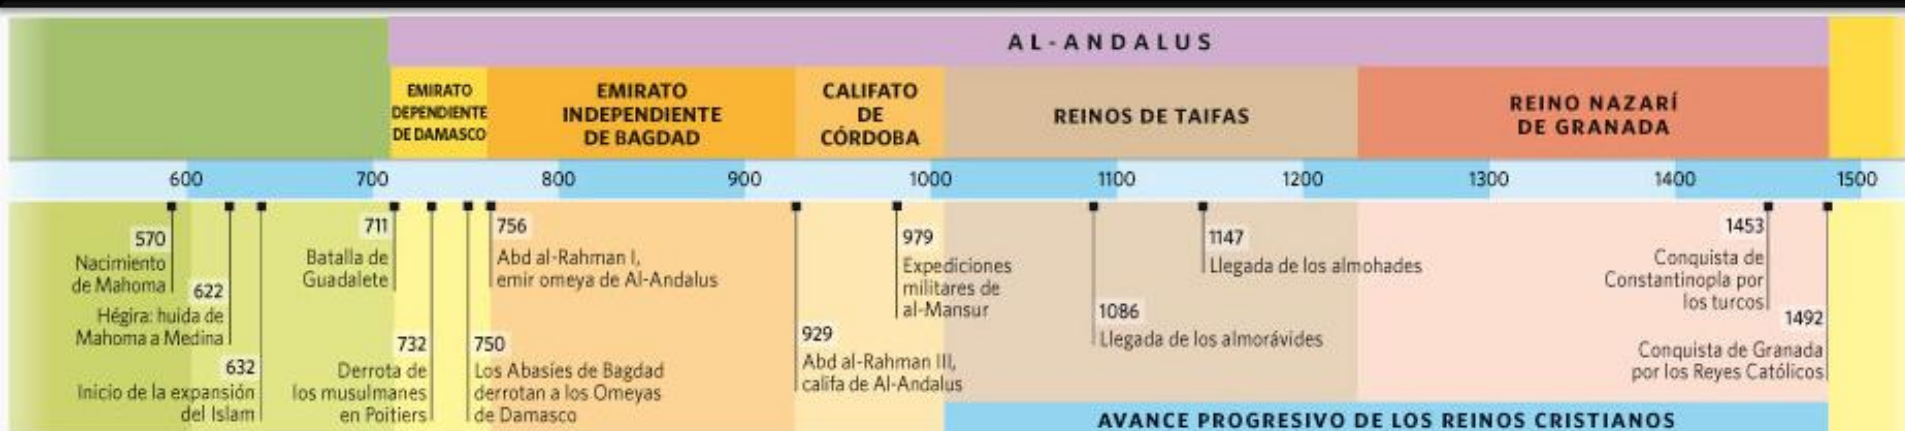 AL-ANDALUS
EMIRATO
DEPENDIENTE
DE DAMASCO
EMIRATO
INDEPENDIENTE
DE BAGDAD
CALIFATO
DE
CÓRDOBA
REINOS DE TAIFAS
REINO NAZARÍ
DE GRANADA
600 700 800 900 1000 1100 1200 1300 1400 1500
570
Nacimiento
de Mahoma
622
Hégira: huida de
Mahoma a Medina
632
Inicio de la expansión
del Islam
711
Batalla de
Guadalete
732
Derrota de
los musulmanes
en Poitiers
750
Los Abasíes de Bagdad
derrotan a los Omeyas
de Damasco
756
Abd al-Rahman I,
emir omeya de Al-Andalus
929
Abd al-Rahman III,
califa de Al-Andalus
979
Expediciones
militares de
al-Mansur
1086
Llegada de los almorávides
1147
Llegada de los almohades
1453
Conquista de
Constantinopla por
los turcos
1492
Conquista de Granada
por los Reyes Católicos
AVANCE PROGRESIVO DE LOS REINOS CRISTIANOS